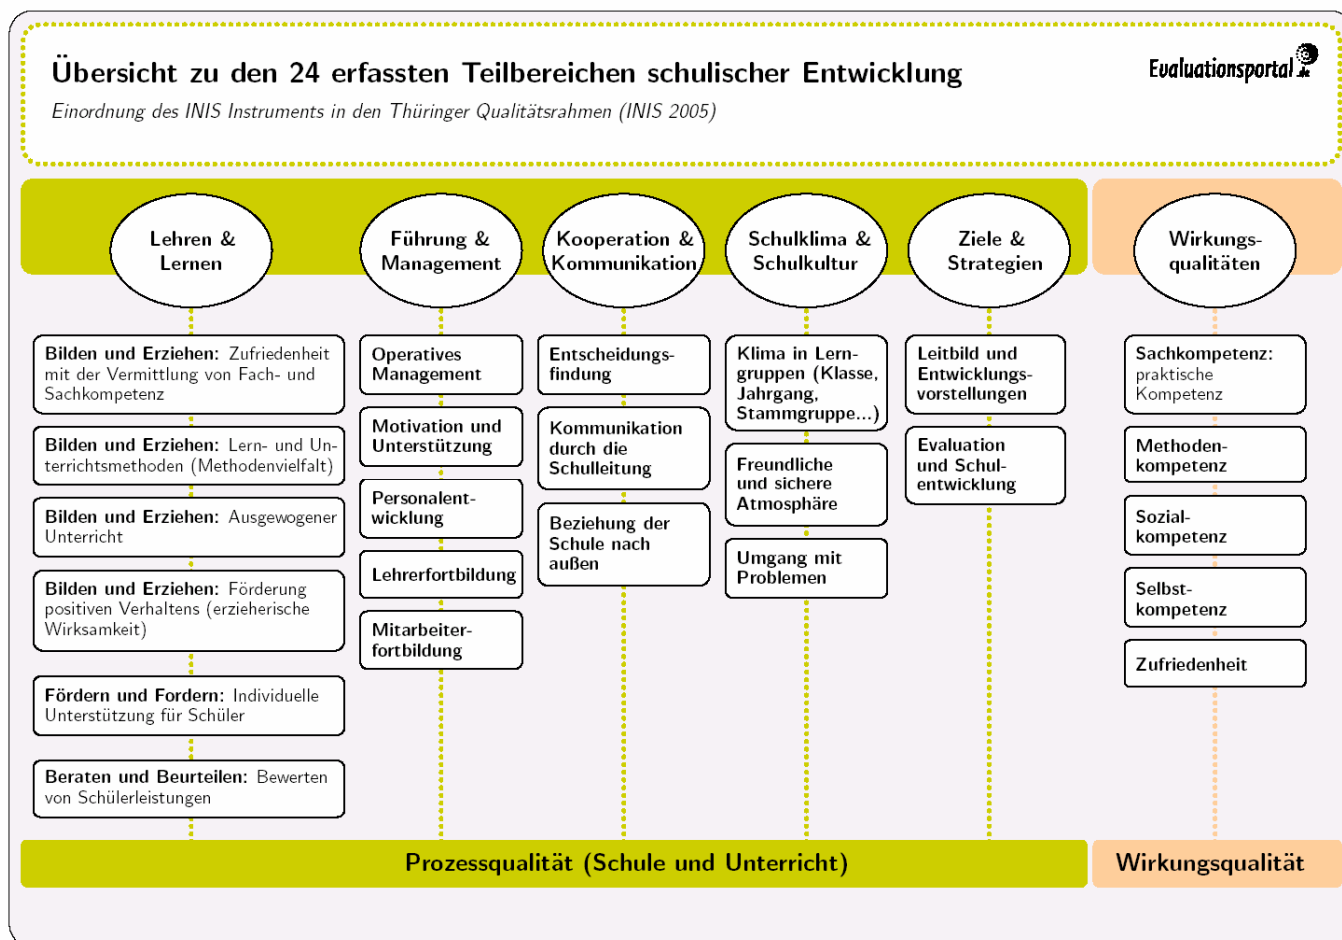 Übersicht zu den 24 erfassten Teilbereichen schulischer Entwicklung
Einordnung des INIS Instruments in den Thüringer Qualitätsrahmen (INIS 2005)
Evaluationsportal.de
Lehren &
Lernen
Bilden und Erziehen: Zufriedenheit
mit der Vermittlung von Fach- und
Sachkompetenz
Bilden und Erziehen: Lern- und Un-
terrichtsmethoden (Methodenvielfalt)
Bilden und Erziehen: Ausgewogener
Unterricht
Bilden und Erziehen: Förderung
positiven Verhaltens (erzieherische
Wirksamkeit)
Fördern und Fordern: Individuelle
Unterstützung für Schüler
Beraten und Beurteilen: Bewerten
von Schülerleistungen
Führung &
Management
Operatives
Management
Motivation und
Unterstützung
Personalent-
wicklung
Lehrerfortbildung
Mitarbeiter-
fortbildung
Kooperation &
Kommunikation
Entscheidungs-
findung
Kommunikation
durch die
Schulleitung
Beziehung der
Schule nach
außen
Schulklima &
Schulkultur
Klima in Lern-
gruppen (Klasse,
Jahrgang,
Stammgruppe...)
Freundliche
und sichere
Atmosphäre
Umgang mit
Problemen
Ziele &
Strategien
Leitbild und
Entwicklungs-
vorstellungen
Evaluation
und Schul-
entwicklung
Prozessqualität (Schule und Unterricht)
Wirkungs-
qualitäten
Sachkompetenz:
praktische
Kompetenz
Methoden-
kompetenz
Sozial-
kompetenz
Selbst-
kompetenz
Zufriedenheit
Wirkungsqualität